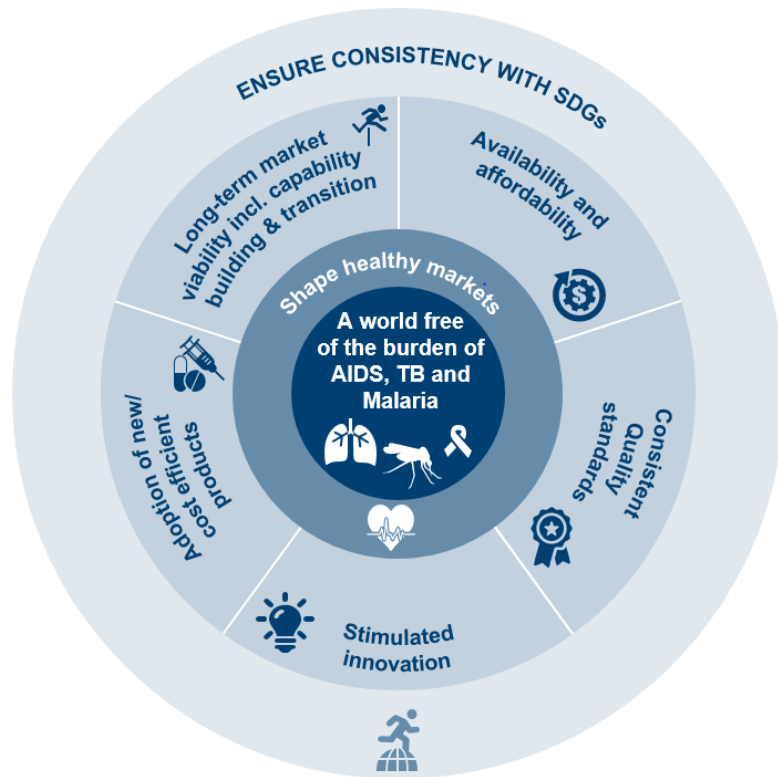 ENSURE CONSISTENCY WITH SDGs
Long-term market
viability incl. capability
building & transition
Availability and
affordability
Shape healthy markets
A world free
of the burden of
AIDS, TB and
Malaria
$
Adoption of new/
cost efficient
products
Consistent
Quality
standards
Stimulated
innovation